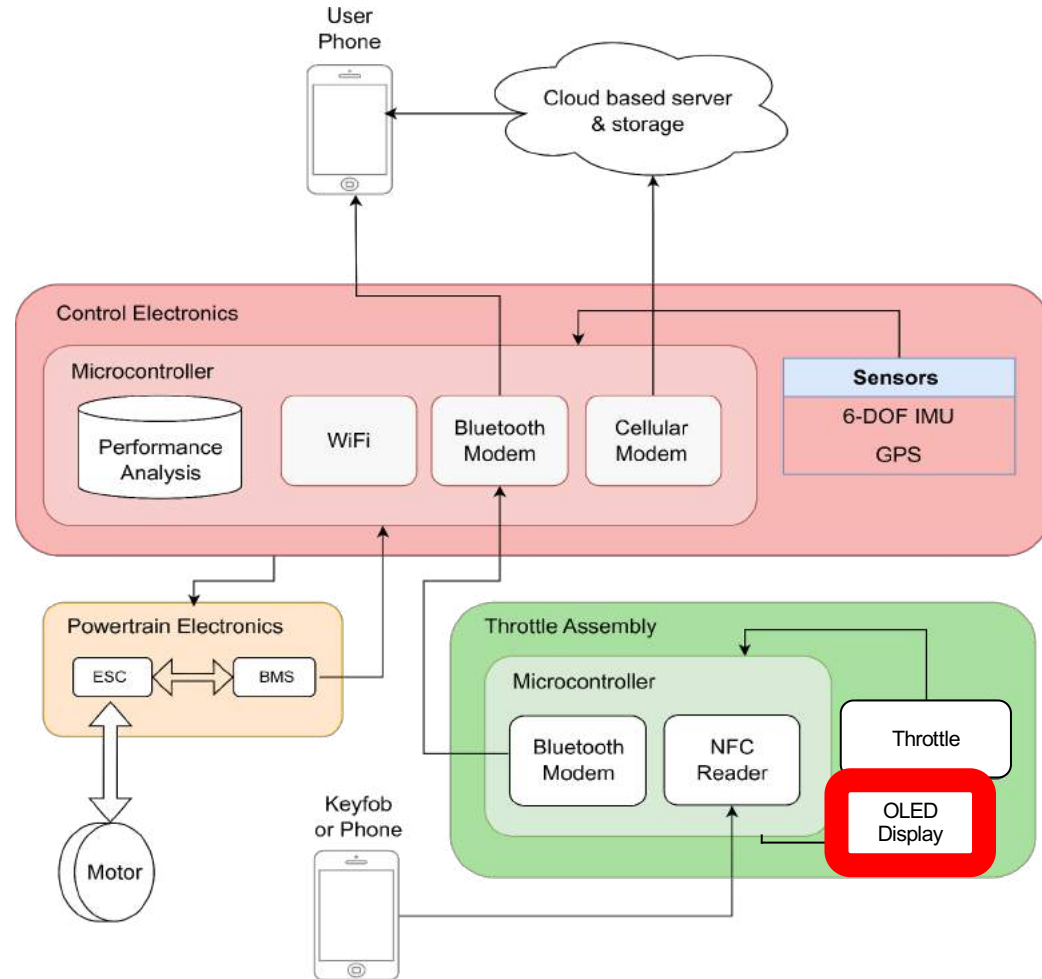 User
Phone
Cloud based server
& storage
Control Electronics
Microcontroller
Performance
Analysis
WiFi
Bluetooth
Modem
Cellular
Modem
Sensors
6-DOF IMU
GPS
Powertrain Electronics
ESC
BMS
Motor
Throttle Assembly
Microcontroller
Bluetooth
Modem
NFC
Reader
Throttle
OLED
Display
Keyfob
or Phone